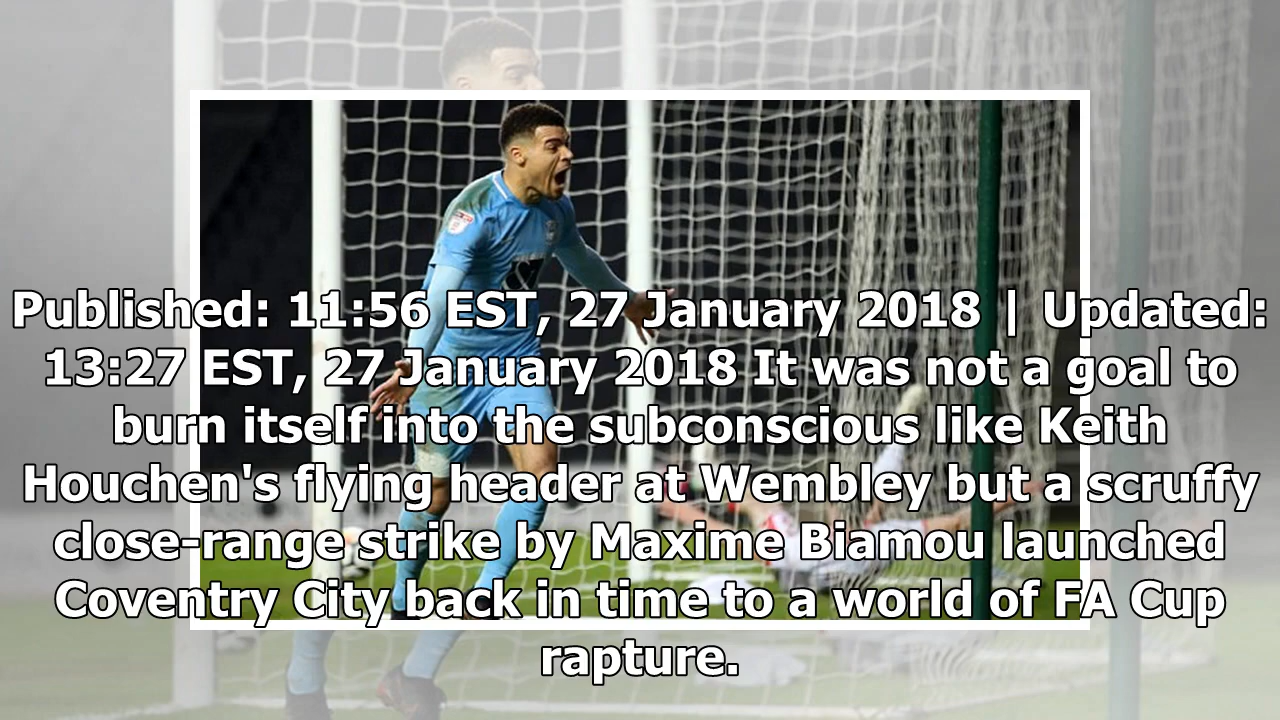 Published: 11:56 EST, 27 January 2018 | Updated:
13:27 EST, 27 January 2018 It was not a goal to
burn itself into the subconscious like Keith
Houchen's flying header at Wembley but a scruffy
close-range strike by Maxime Biamou launched
Coventry City back in time to a world of FA Cup
rapture.